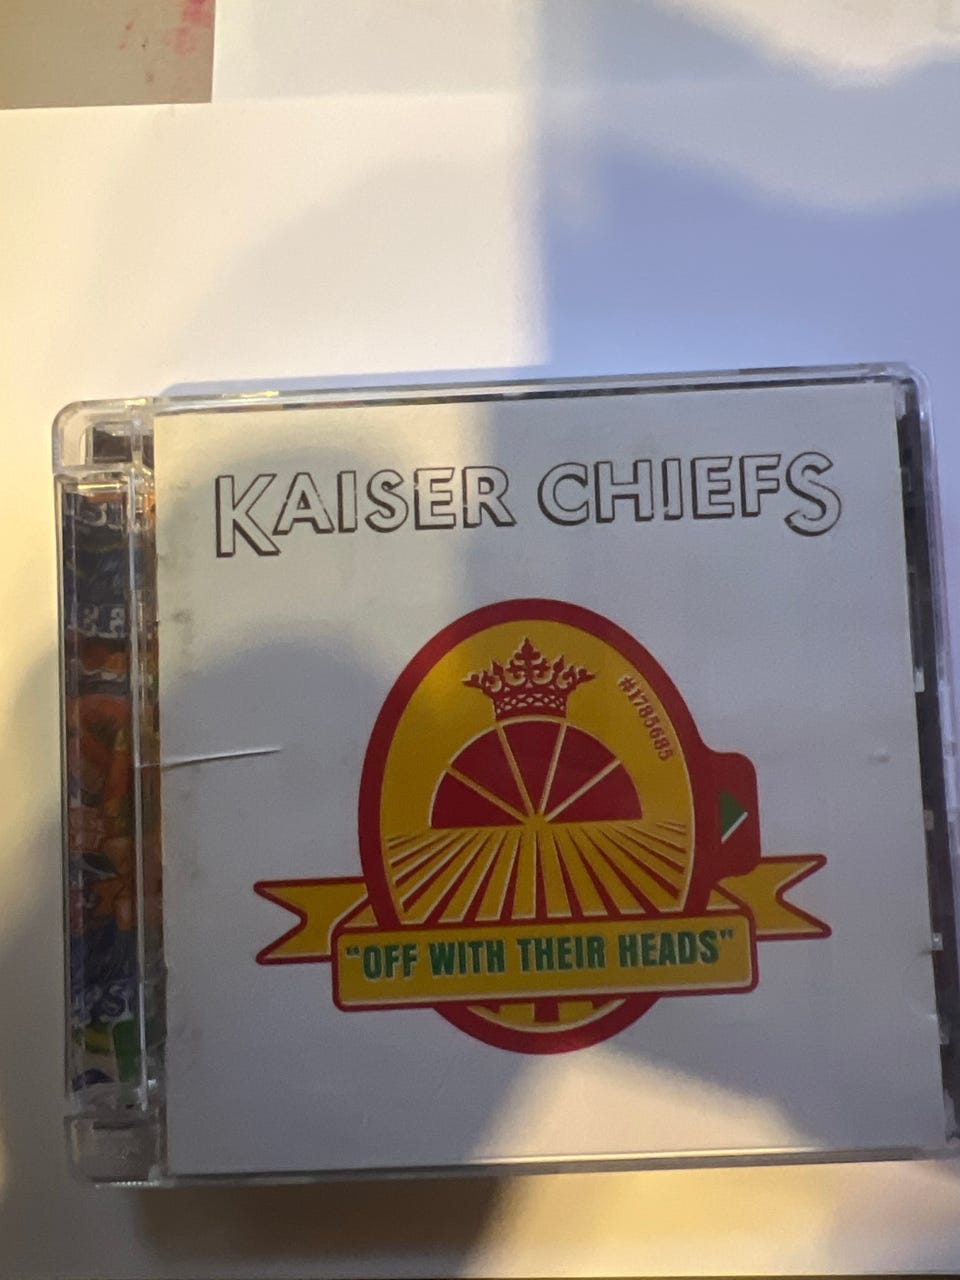 KAISER CHIEFS
#1785685
"OFF WITH THEIR HEADS"